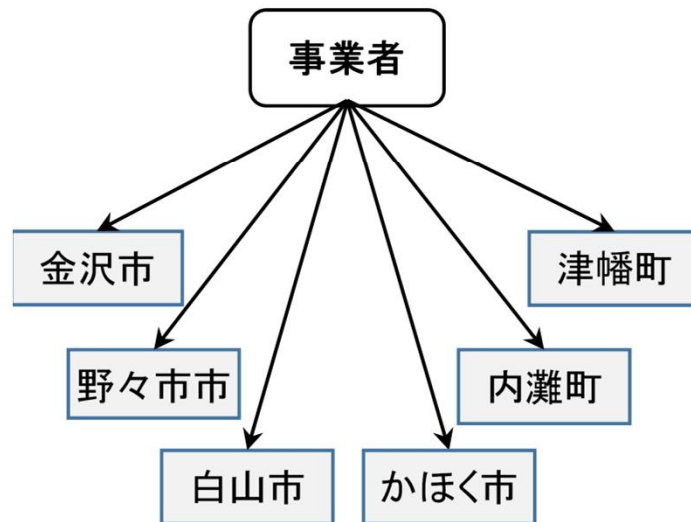 事業者
金沢市
津幡町
野々市市
内灘町
白山市
かほく市